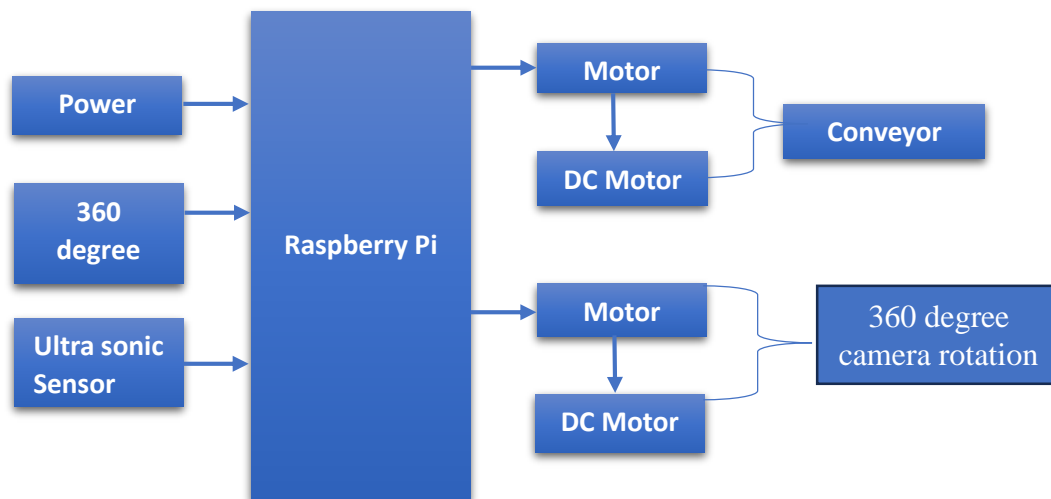 Power
360
degree
Ultra sonic
Sensor
Raspberry Pi
Motor
DC Motor
Conveyor
Motor
DC Motor
360 degree
camera rotation